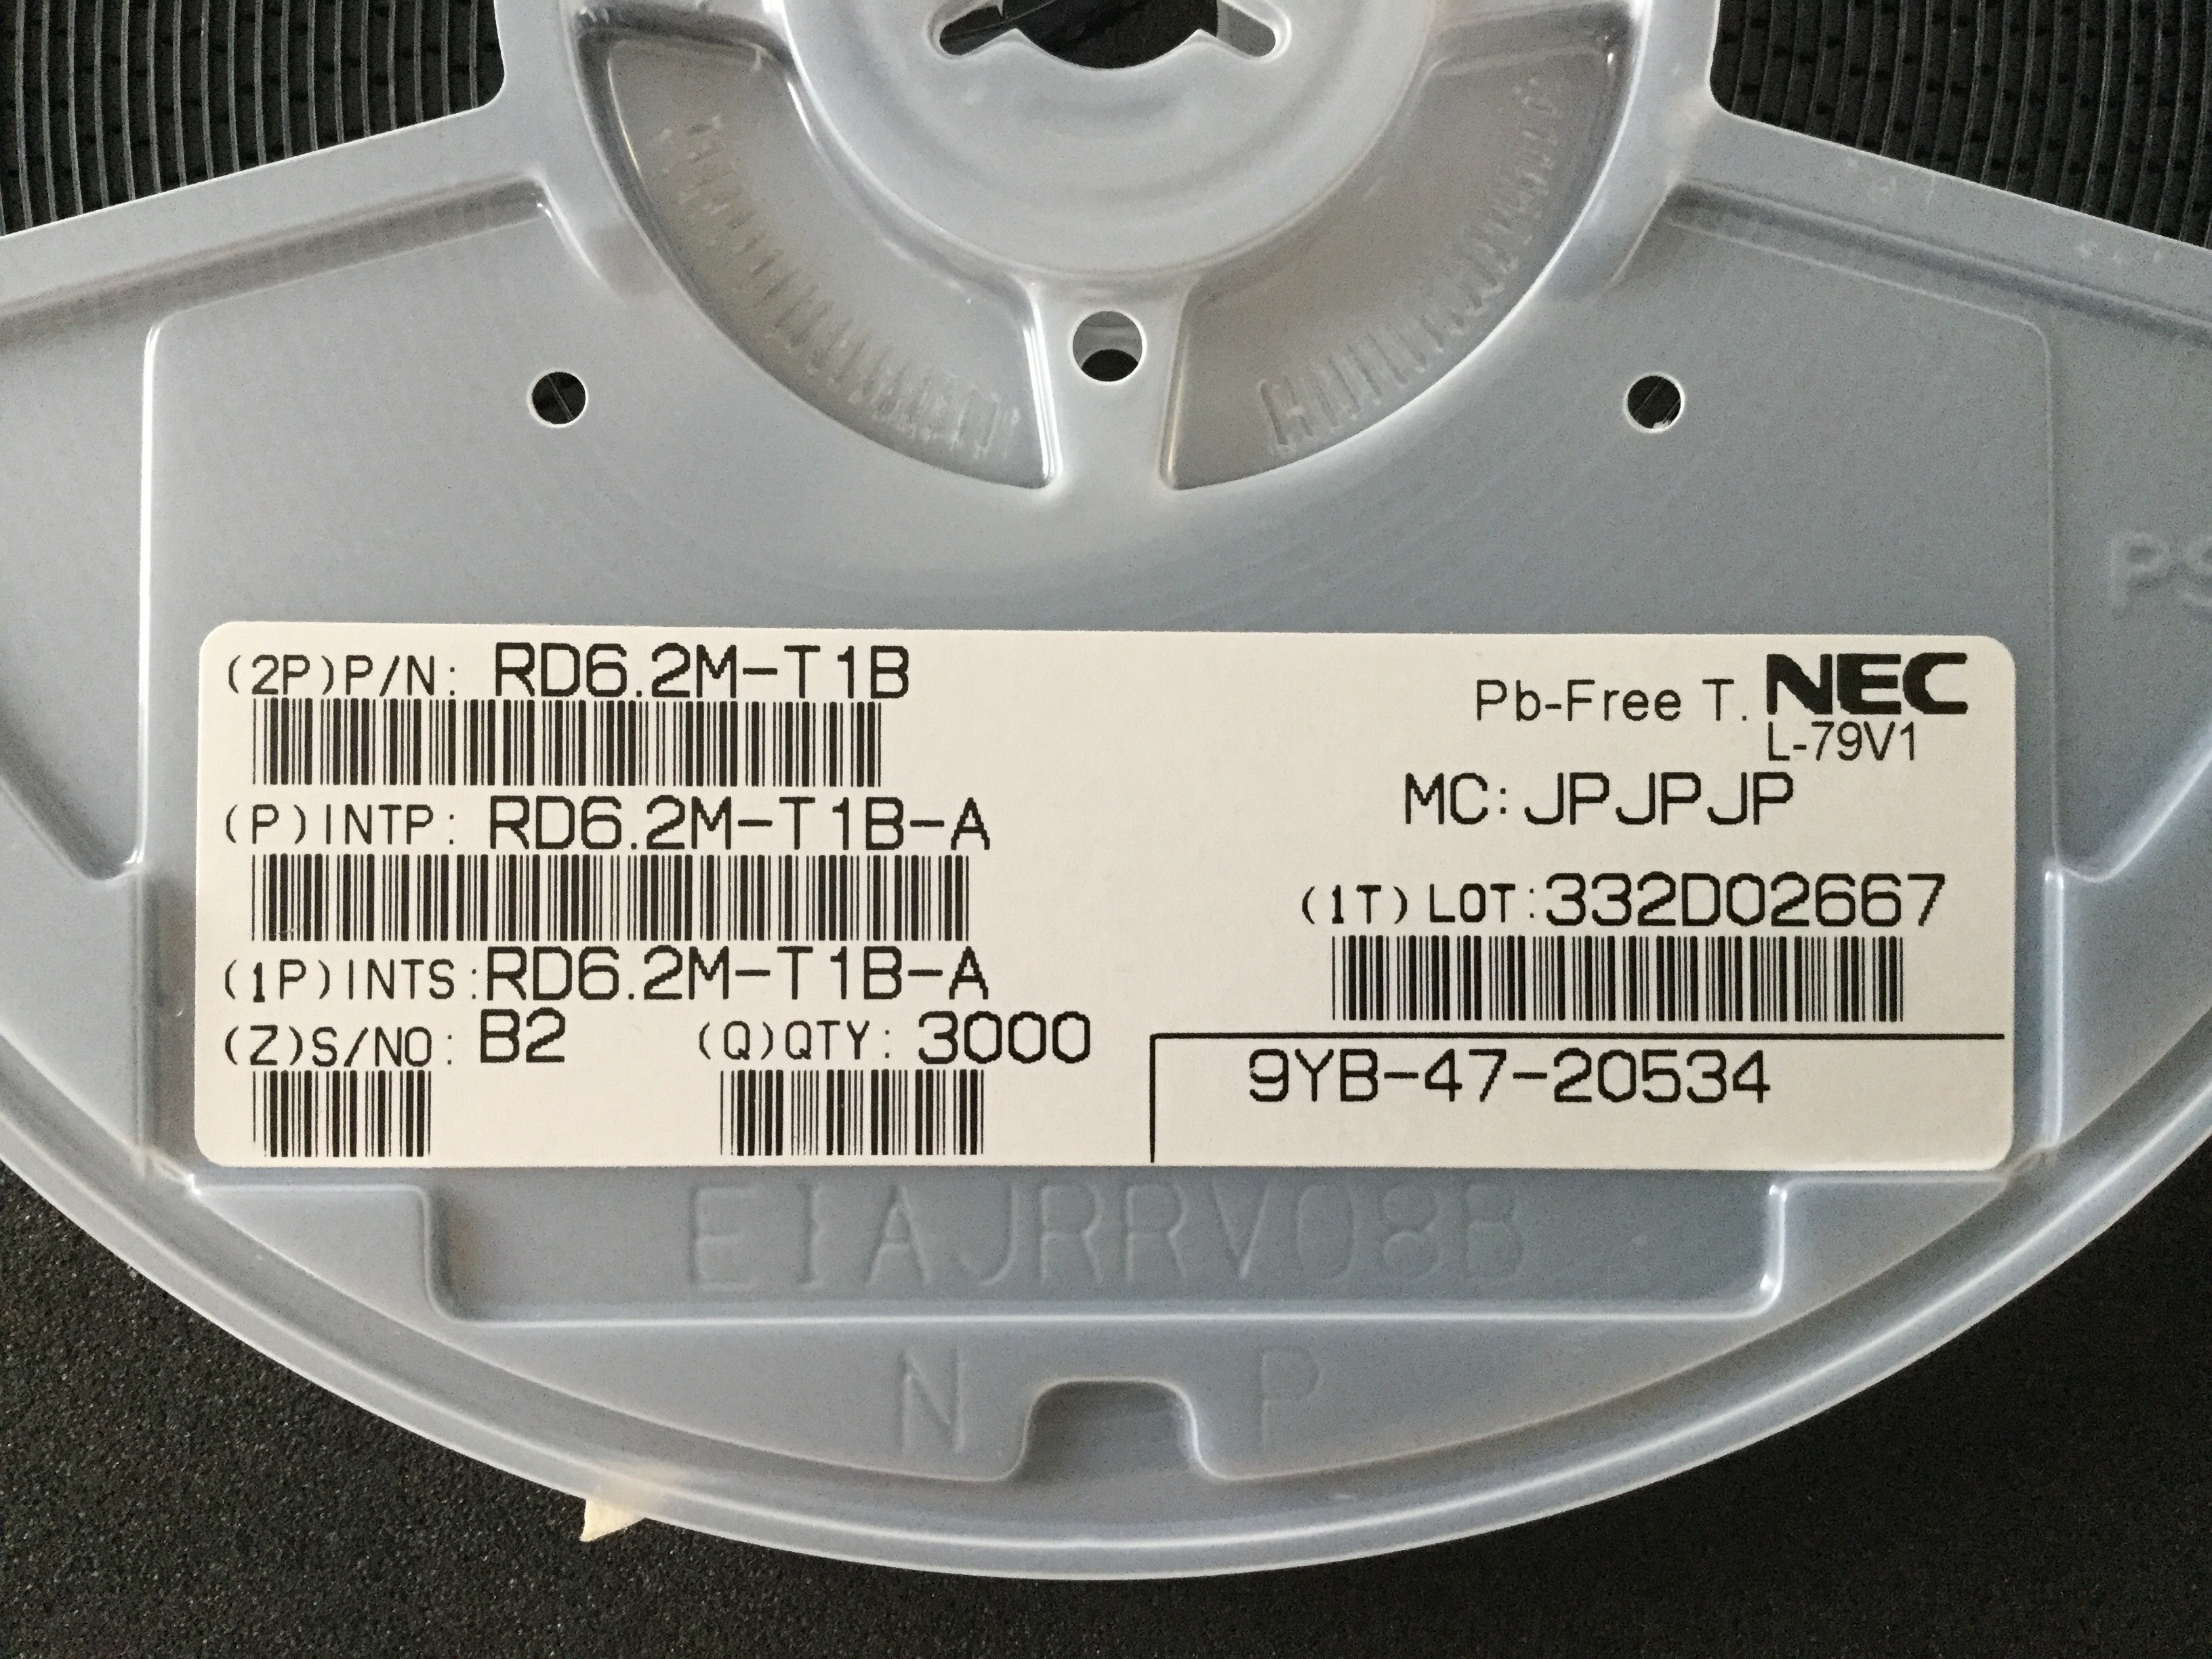 (2P)P/N: RD6.2M-T1B
Pb-Free T. NEC
L-79V1
(P)INTP: RD6.2M-T1B-A
MC:JPJPJP
(1P)INTS:RD6.2M-T1B-A
(1T) LOT:332D02667
(Z)S/NO: B2 (Q)QTY: 3000
9YB-47-20534
EIAJRRV08B
N P
PS